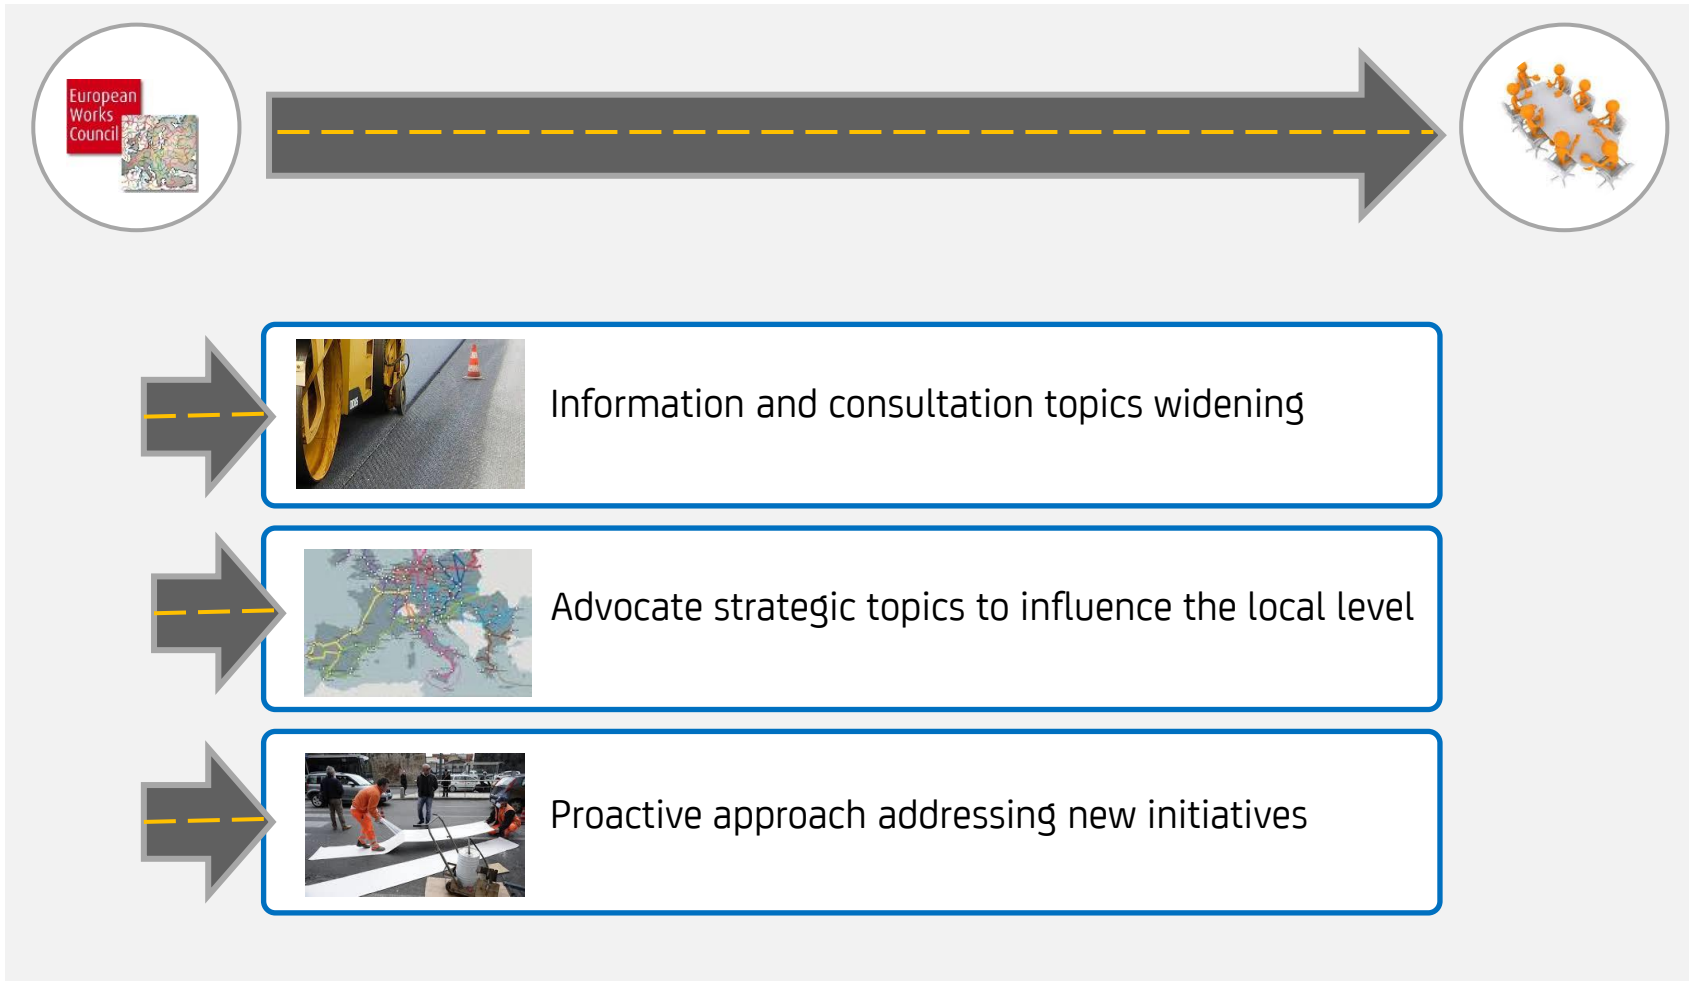 European
Works
Council
Information and consultation topics widening
Advocate strategic topics to influence the local level
Proactive approach addressing new initiatives